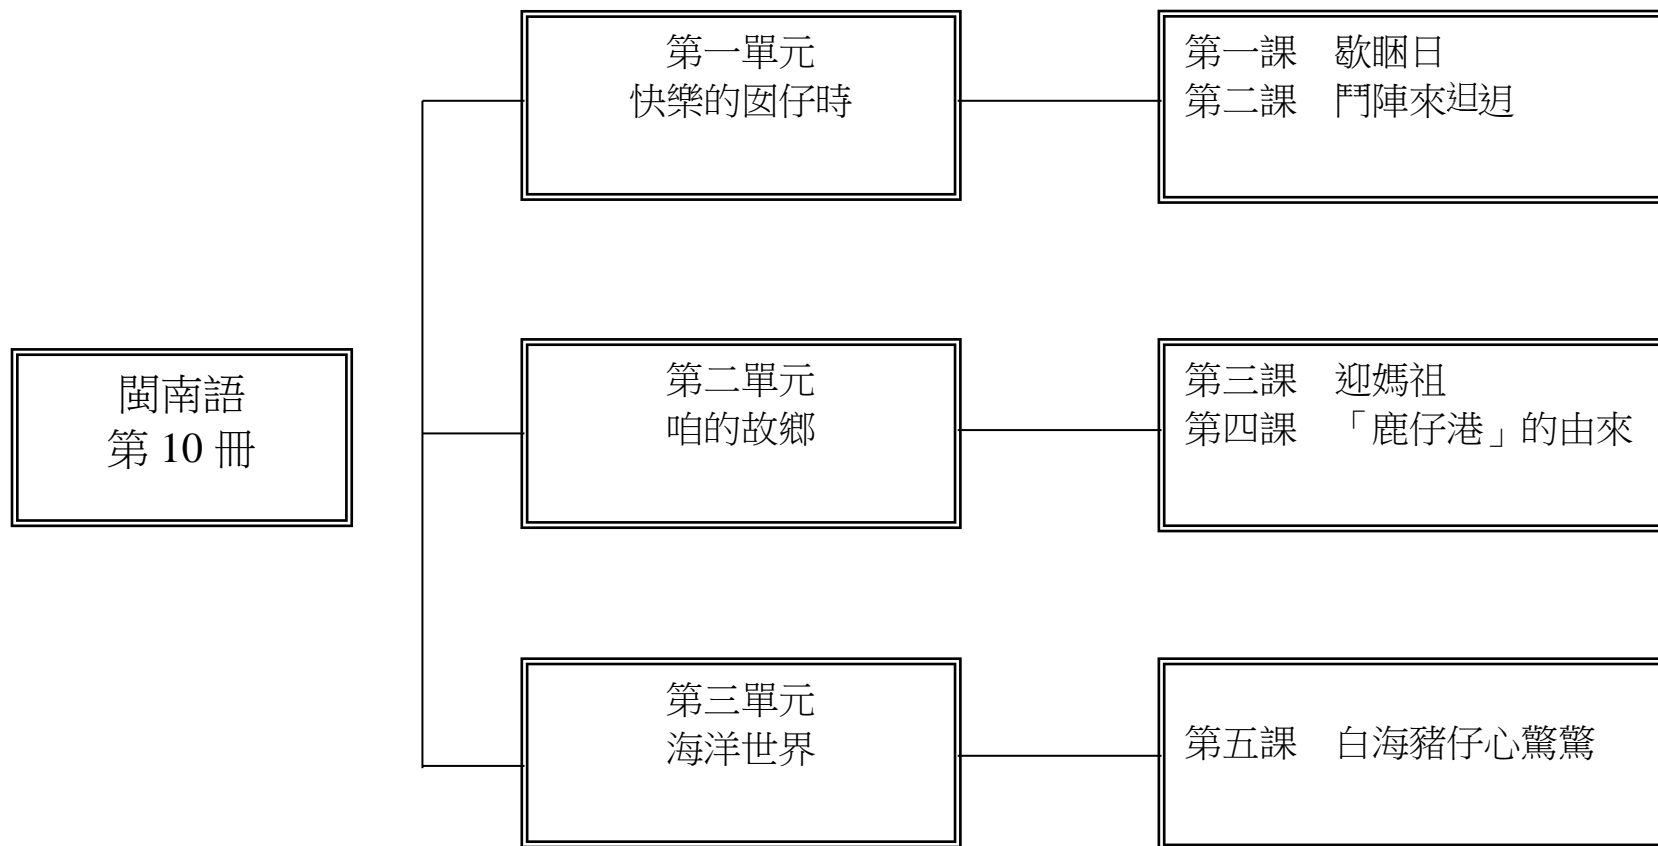 閩南語
第 10 冊
第一單元
快樂的囡仔時
第一課　歇睏日
第二課　鬥陣來𨑨迌
第二單元
咱的故鄉
第三課　迎媽祖
第四課　「鹿仔港」的由來
第三單元
海洋世界
第五課　白海豬仔心驚驚